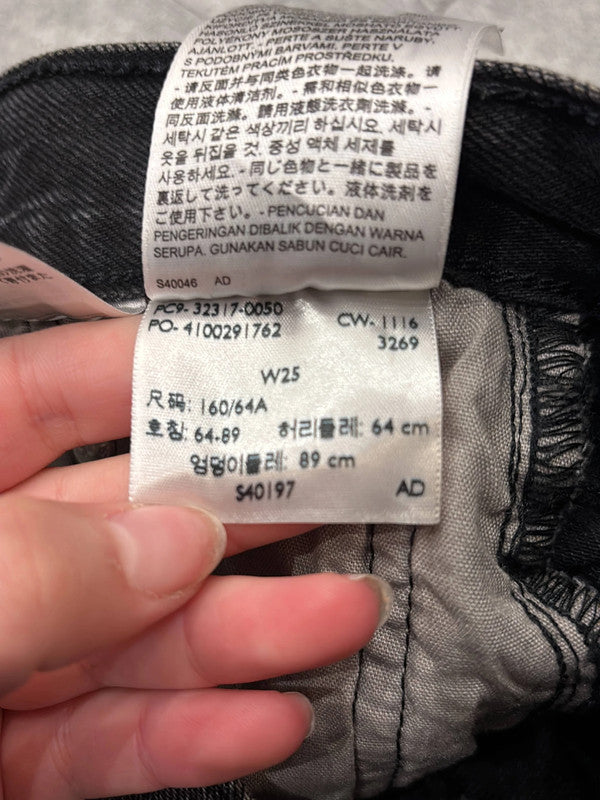 HASONLÓ
POLYÉKONY MOSÓSZER HASZNÁLATA
AJÁNLOTT. - PERTE A SUŠTE NARUBY.
S PODOBNÝMI BARVAMI. PERTE V
TEKUTÉM PRACÍM PROSTŘEDKU.
- 请反面并与同类色衣物一起洗涤. 请
使用液体清洁剂. - 需和相似色衣物一
同反面洗滌. 請用液態洗衣劑洗滌. -
세탁시 같은 색상끼리 하십시요. 세탁시
옷을 뒤집을 것. 중성 액체 세제를
사용하세요. - 同じ色物と一緒に製品を
裏返して洗ってください。液体洗剤を
ご使用下さい。- PENCUCIAN DAN
PENGERINGAN DIBALIK DENGAN WARNA
SERUPA. GUNAKAN SABUN CUCI CAIR.
S40046 AD
PC9- 32317-0050
PO- 4100291762 CW- 1116
3269
W25
尺码: 160/64A
호칭: 64-89 허리둘레: 64 cm
엉덩이둘레: 89 cm
S40197 AD